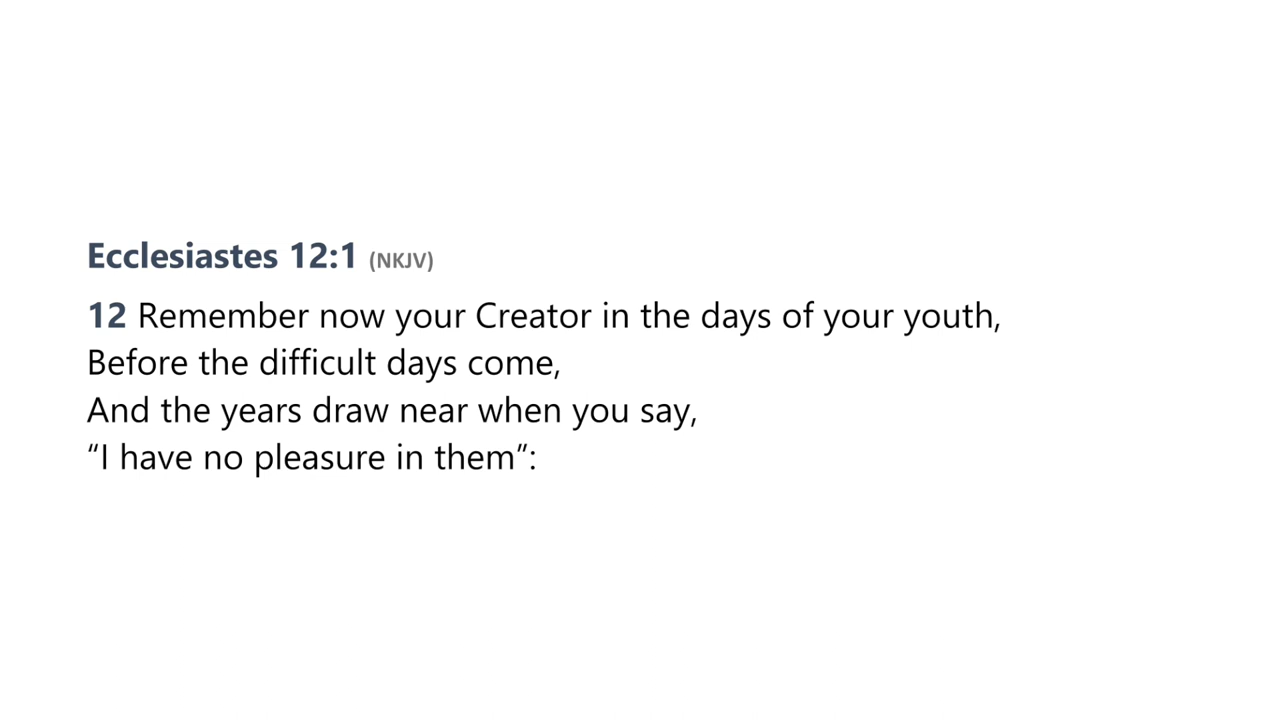 Ecclesiastes 12:1 (NKJV)
12 Remember now your Creator in the days of your youth,
Before the difficult days come,
And the years draw near when you say,
“I have no pleasure in them”: